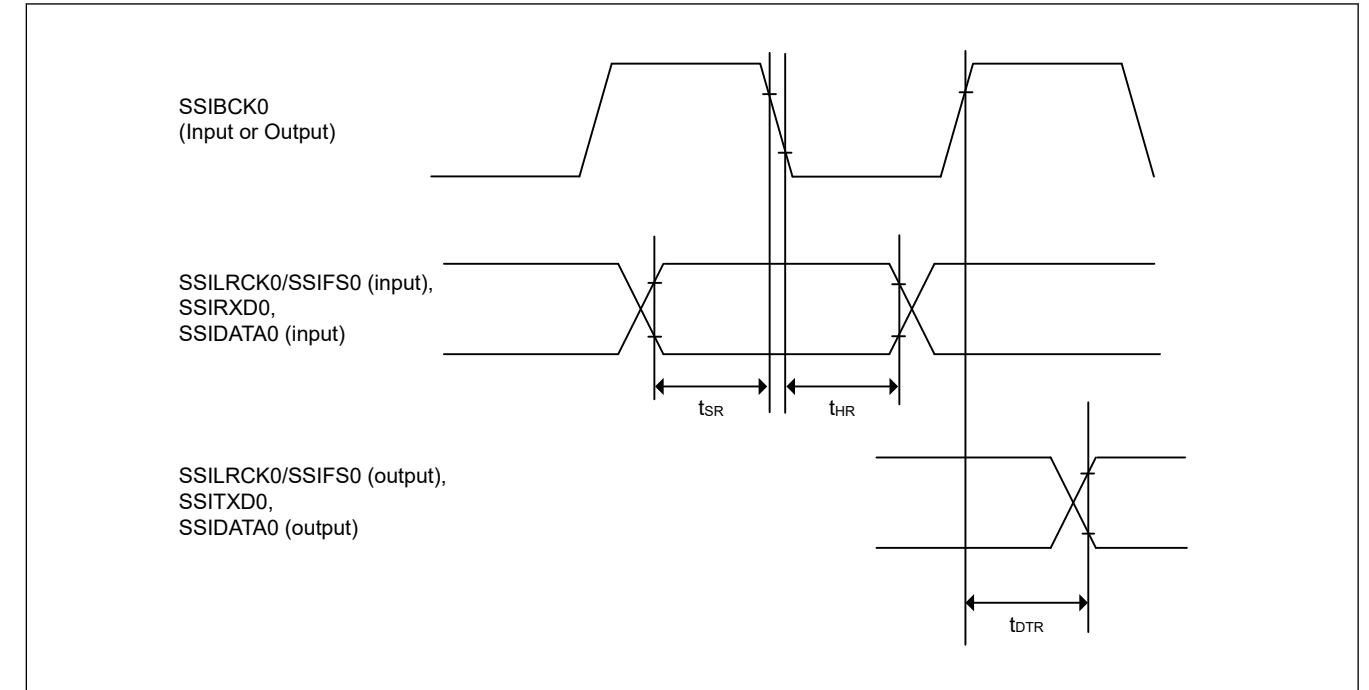 SSIBCK0
(Input or Output)
SSILRCK0/SSIFS0 (input),
SSIRXD0,
SSIDATA0 (input)
tSR
tHR
SSILRCK0/SSIFS0 (output),
SSITXD0,
SSIDATA0 (output)
tDTR